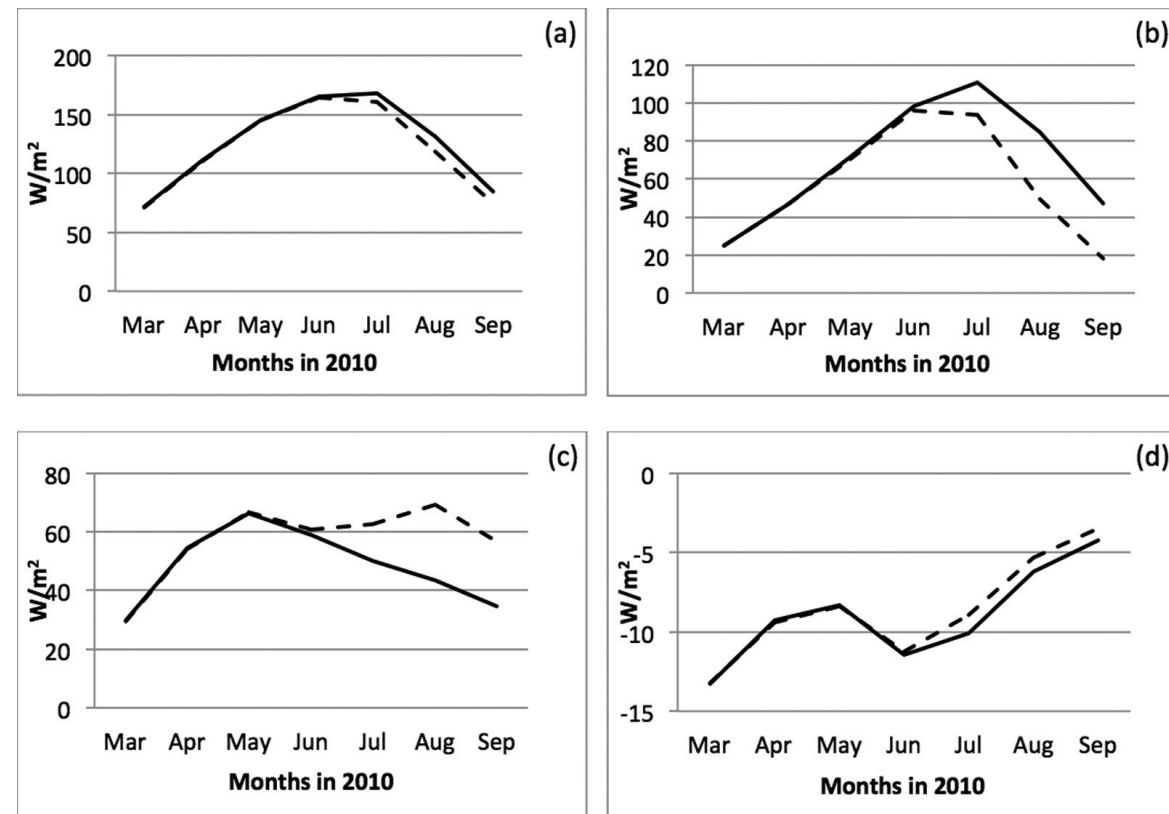 (a)
W/m²
200
150
100
50
0
Mar Apr May Jun Jul Aug Sep
Months in 2010
(b)
W/m²
120
100
80
60
40
20
0
Mar Apr May Jun Jul Aug Sep
Months in 2010
(c)
W/m²
80
60
40
20
0
Mar Apr May Jun Jul Aug Sep
Months in 2010
(d)
W/m²
0
-5
-10
-15
Mar Apr May Jun Jul Aug Sep
Months in 2010